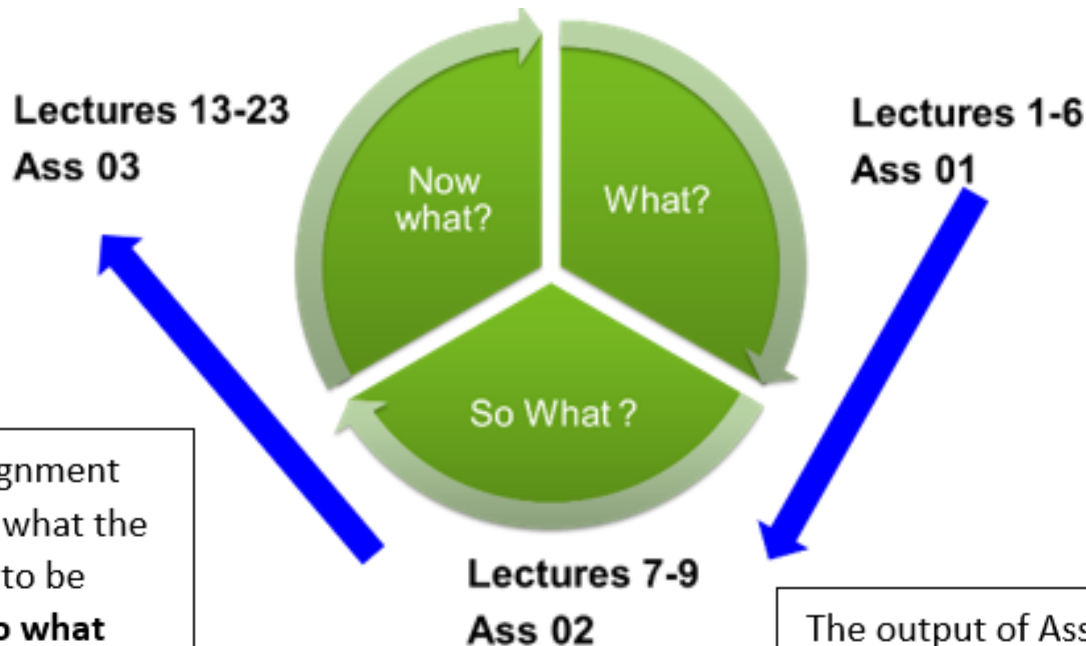 Lectures 13-23
Ass 03
Now
what?
What?
Lectures 1-6
Ass 01
So What ?
Lectures 7-9
Ass 02
what the
to be
what
The output of Ass